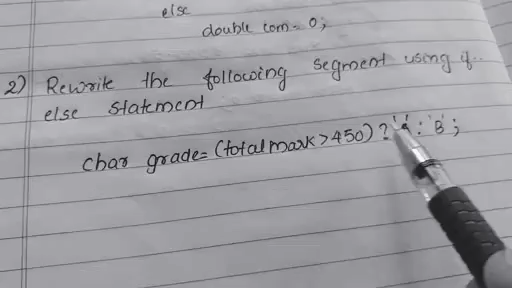 else
double com = 0;
2) Rewrite the following segment using if..
else statement
char grade= (totalmark>450)?'A':'B';